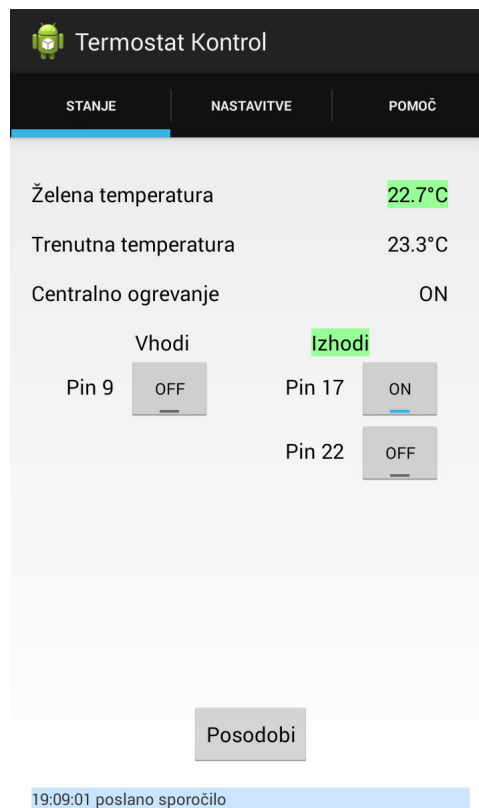 Termostat Kontrol
STANJE NASTAVITVE POMOČ
Želena temperatura 22.7°C
Trenutna temperatura 23.3°C
Centralno ogrevanje ON
Vhodi Izhodi
Pin 9 OFF Pin 17 ON
Pin 22 OFF
Posodobi
19:09:01 poslano sporočilo